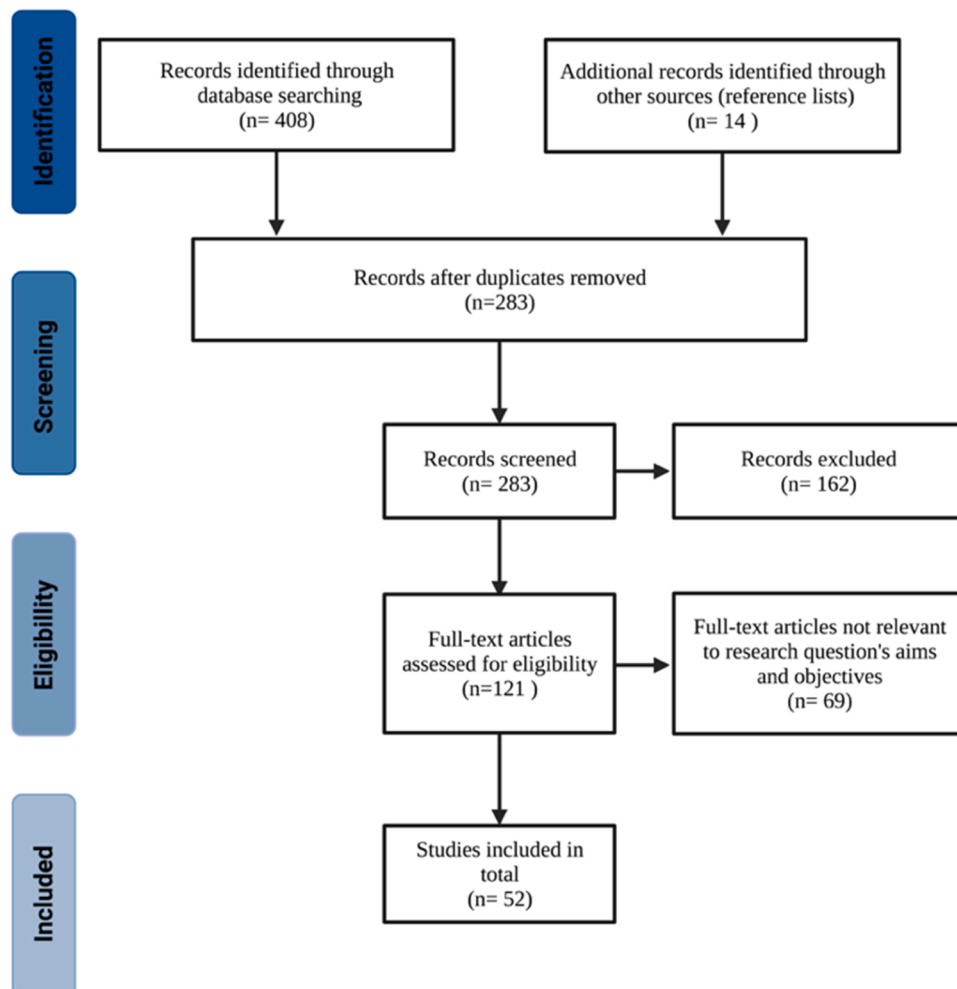 Identification
Records identified through
database searching
(n= 408)
Additional records identified through
other sources (reference lists)
(n= 14 )
Screening
Records after duplicates removed
(n=283)
Records screened
(n= 283)
Records excluded
(n= 162)
Eligibillity
Full-text articles
assessed for eligibility
(n=121 )
Full-text articles not relevant
to research question's aims
and objectives
(n= 69)
Included
Studies included in
total
(n= 52)